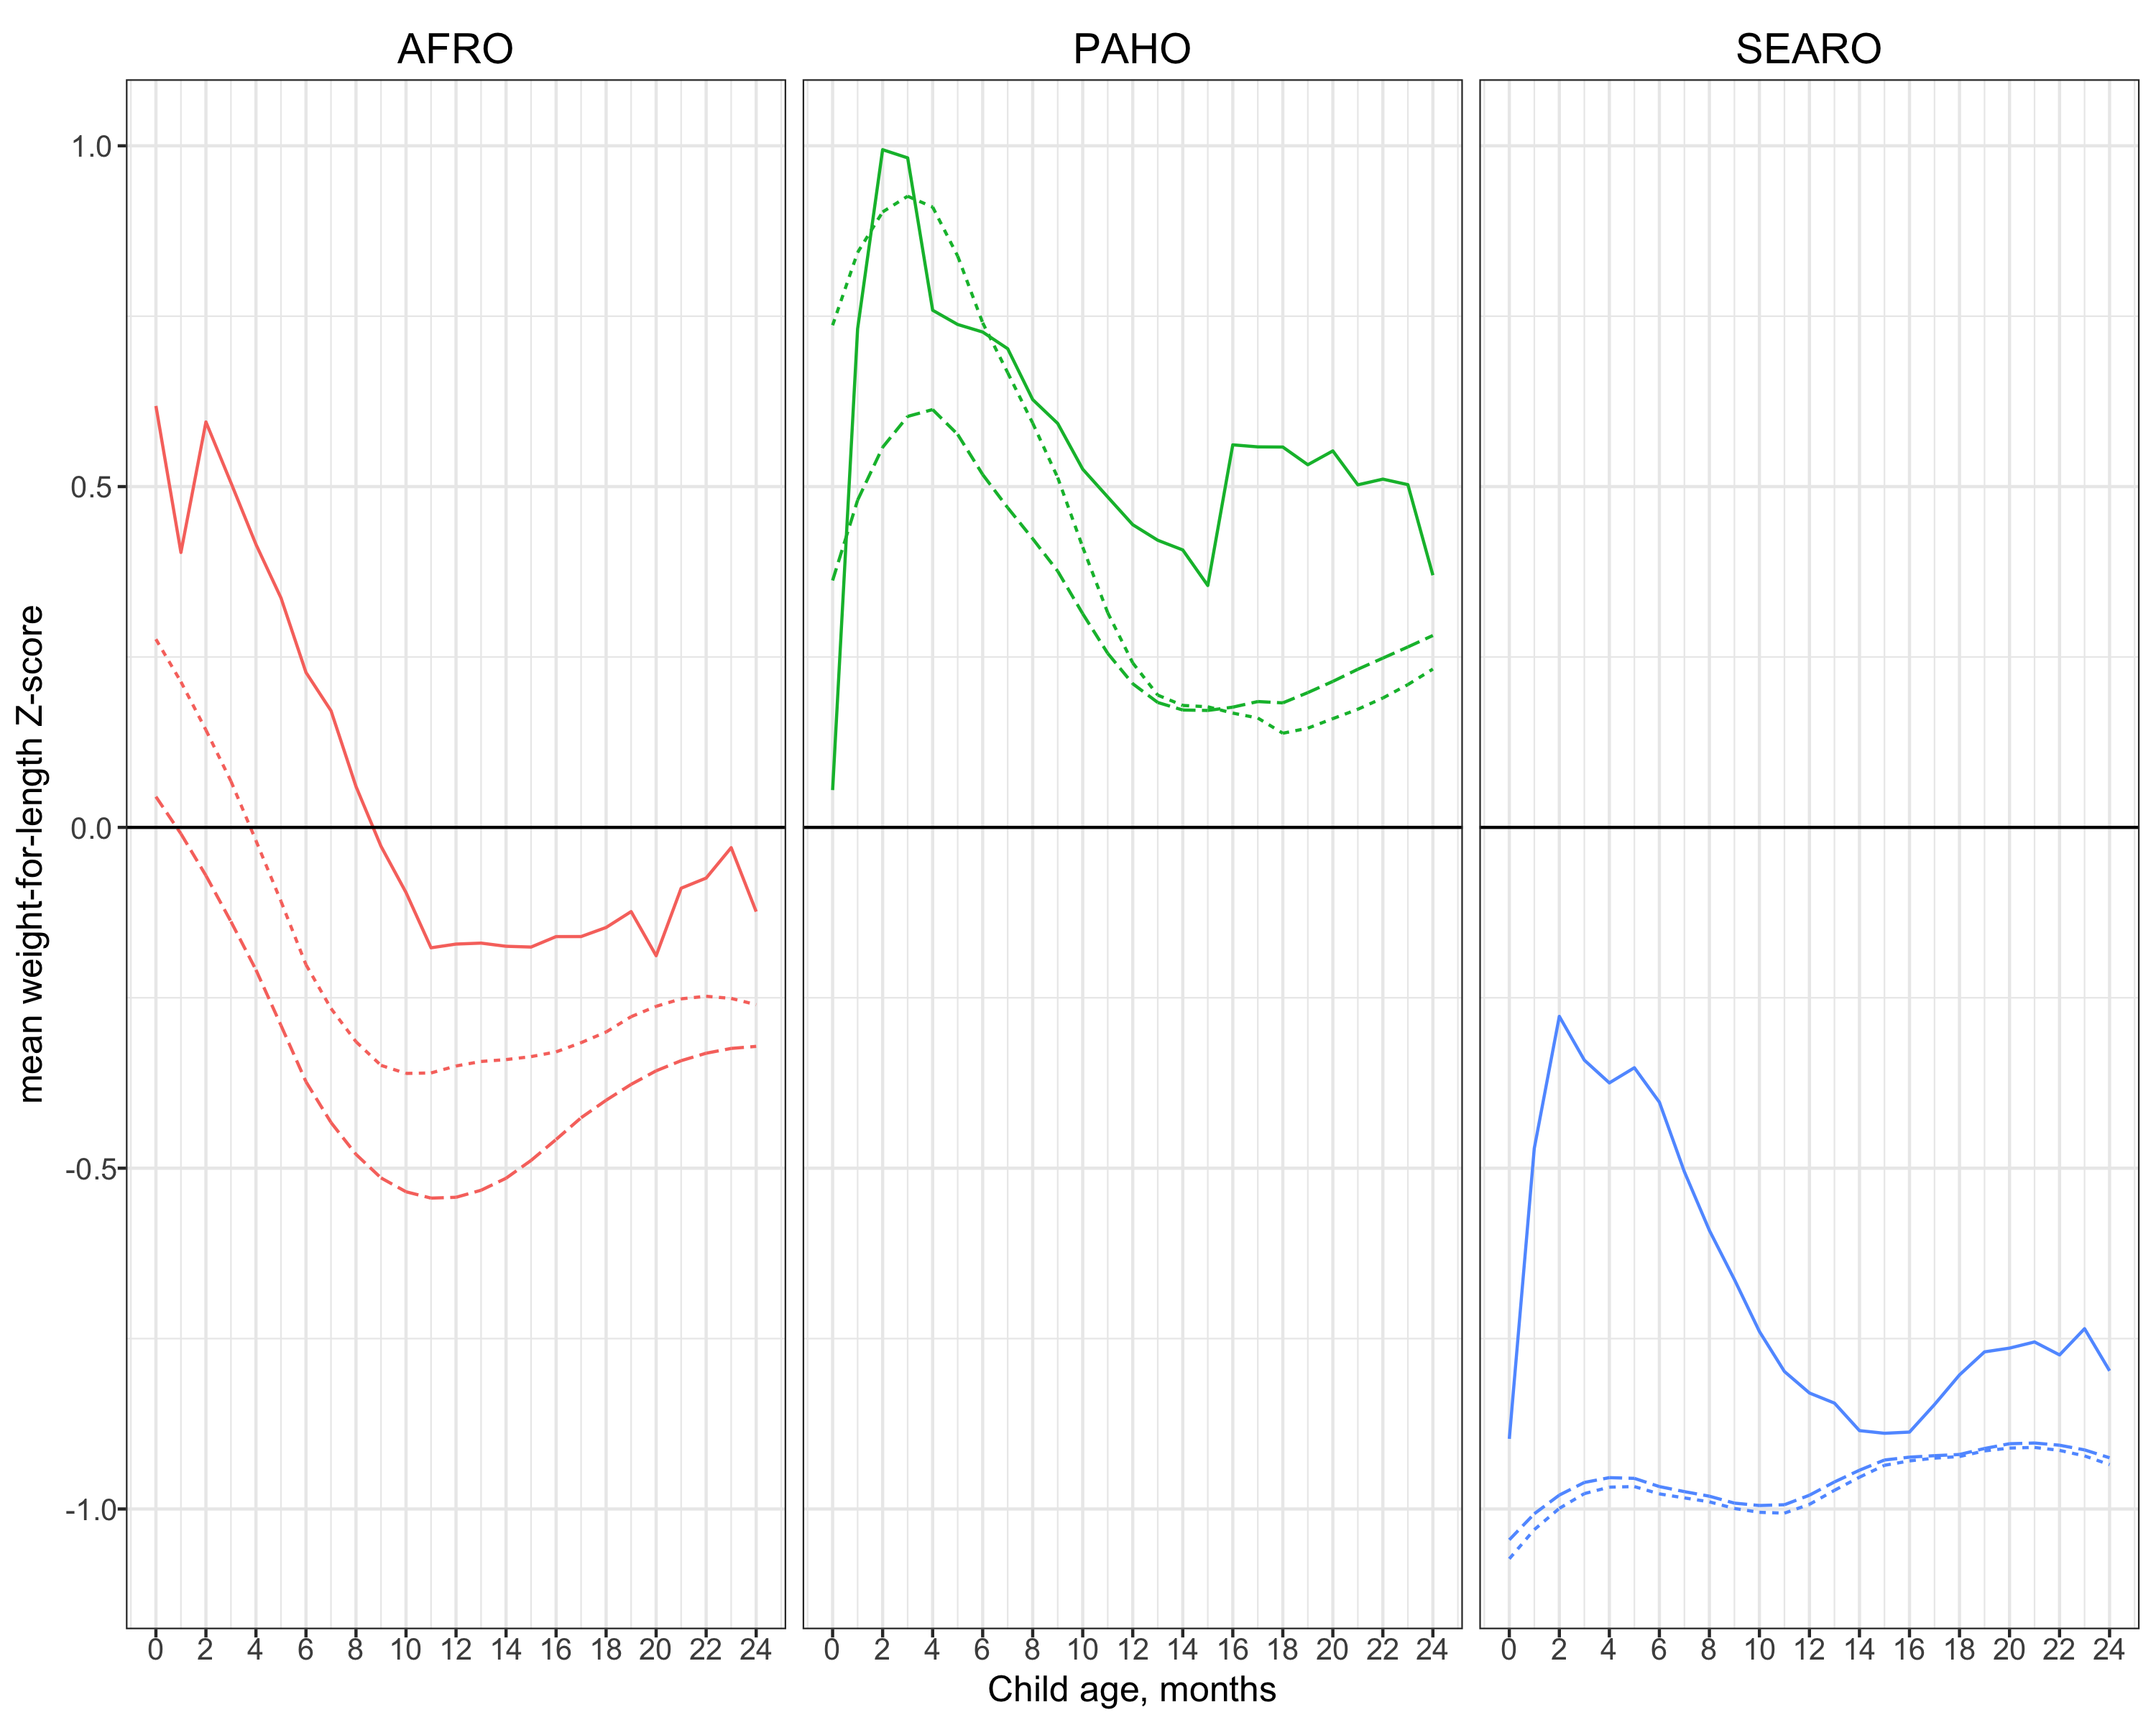 AFRO PAHO SEARO
mean weight-for-length Z-score
1.0
0.5
0.0
-0.5
-1.0
0 2 4 6 8 10 12 14 16 18 20 22 24 0 2 4 6 8 10 12 14 16 18 20 22 24 0 2 4 6 8 10 12 14 16 18 20 22 24
Child age, months